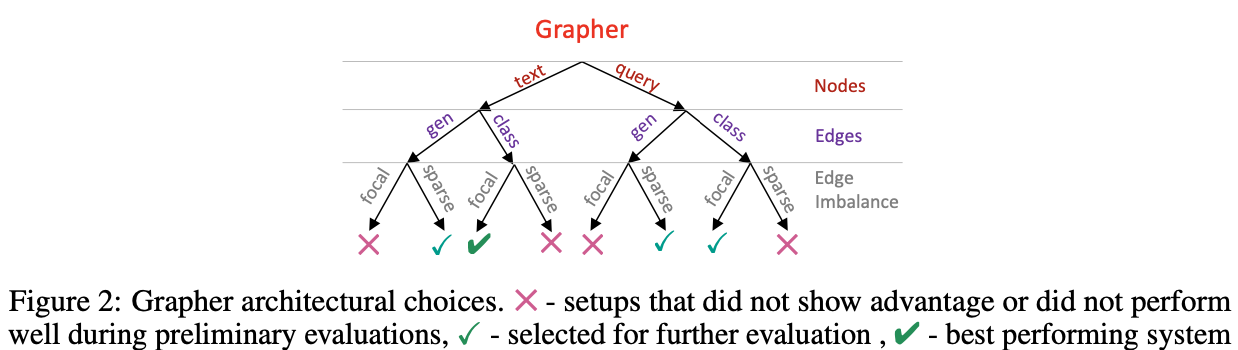 Grapher
text query
Nodes
gen class gen class
Edges
focal sparse focal sparse focal sparse focal sparse
Edge
Imbalance
Figure 2: Grapher architectural choices. ✕ - setups that did not show advantage or did not perform
well during preliminary evaluations, ✓ - selected for further evaluation , ✔ - best performing system